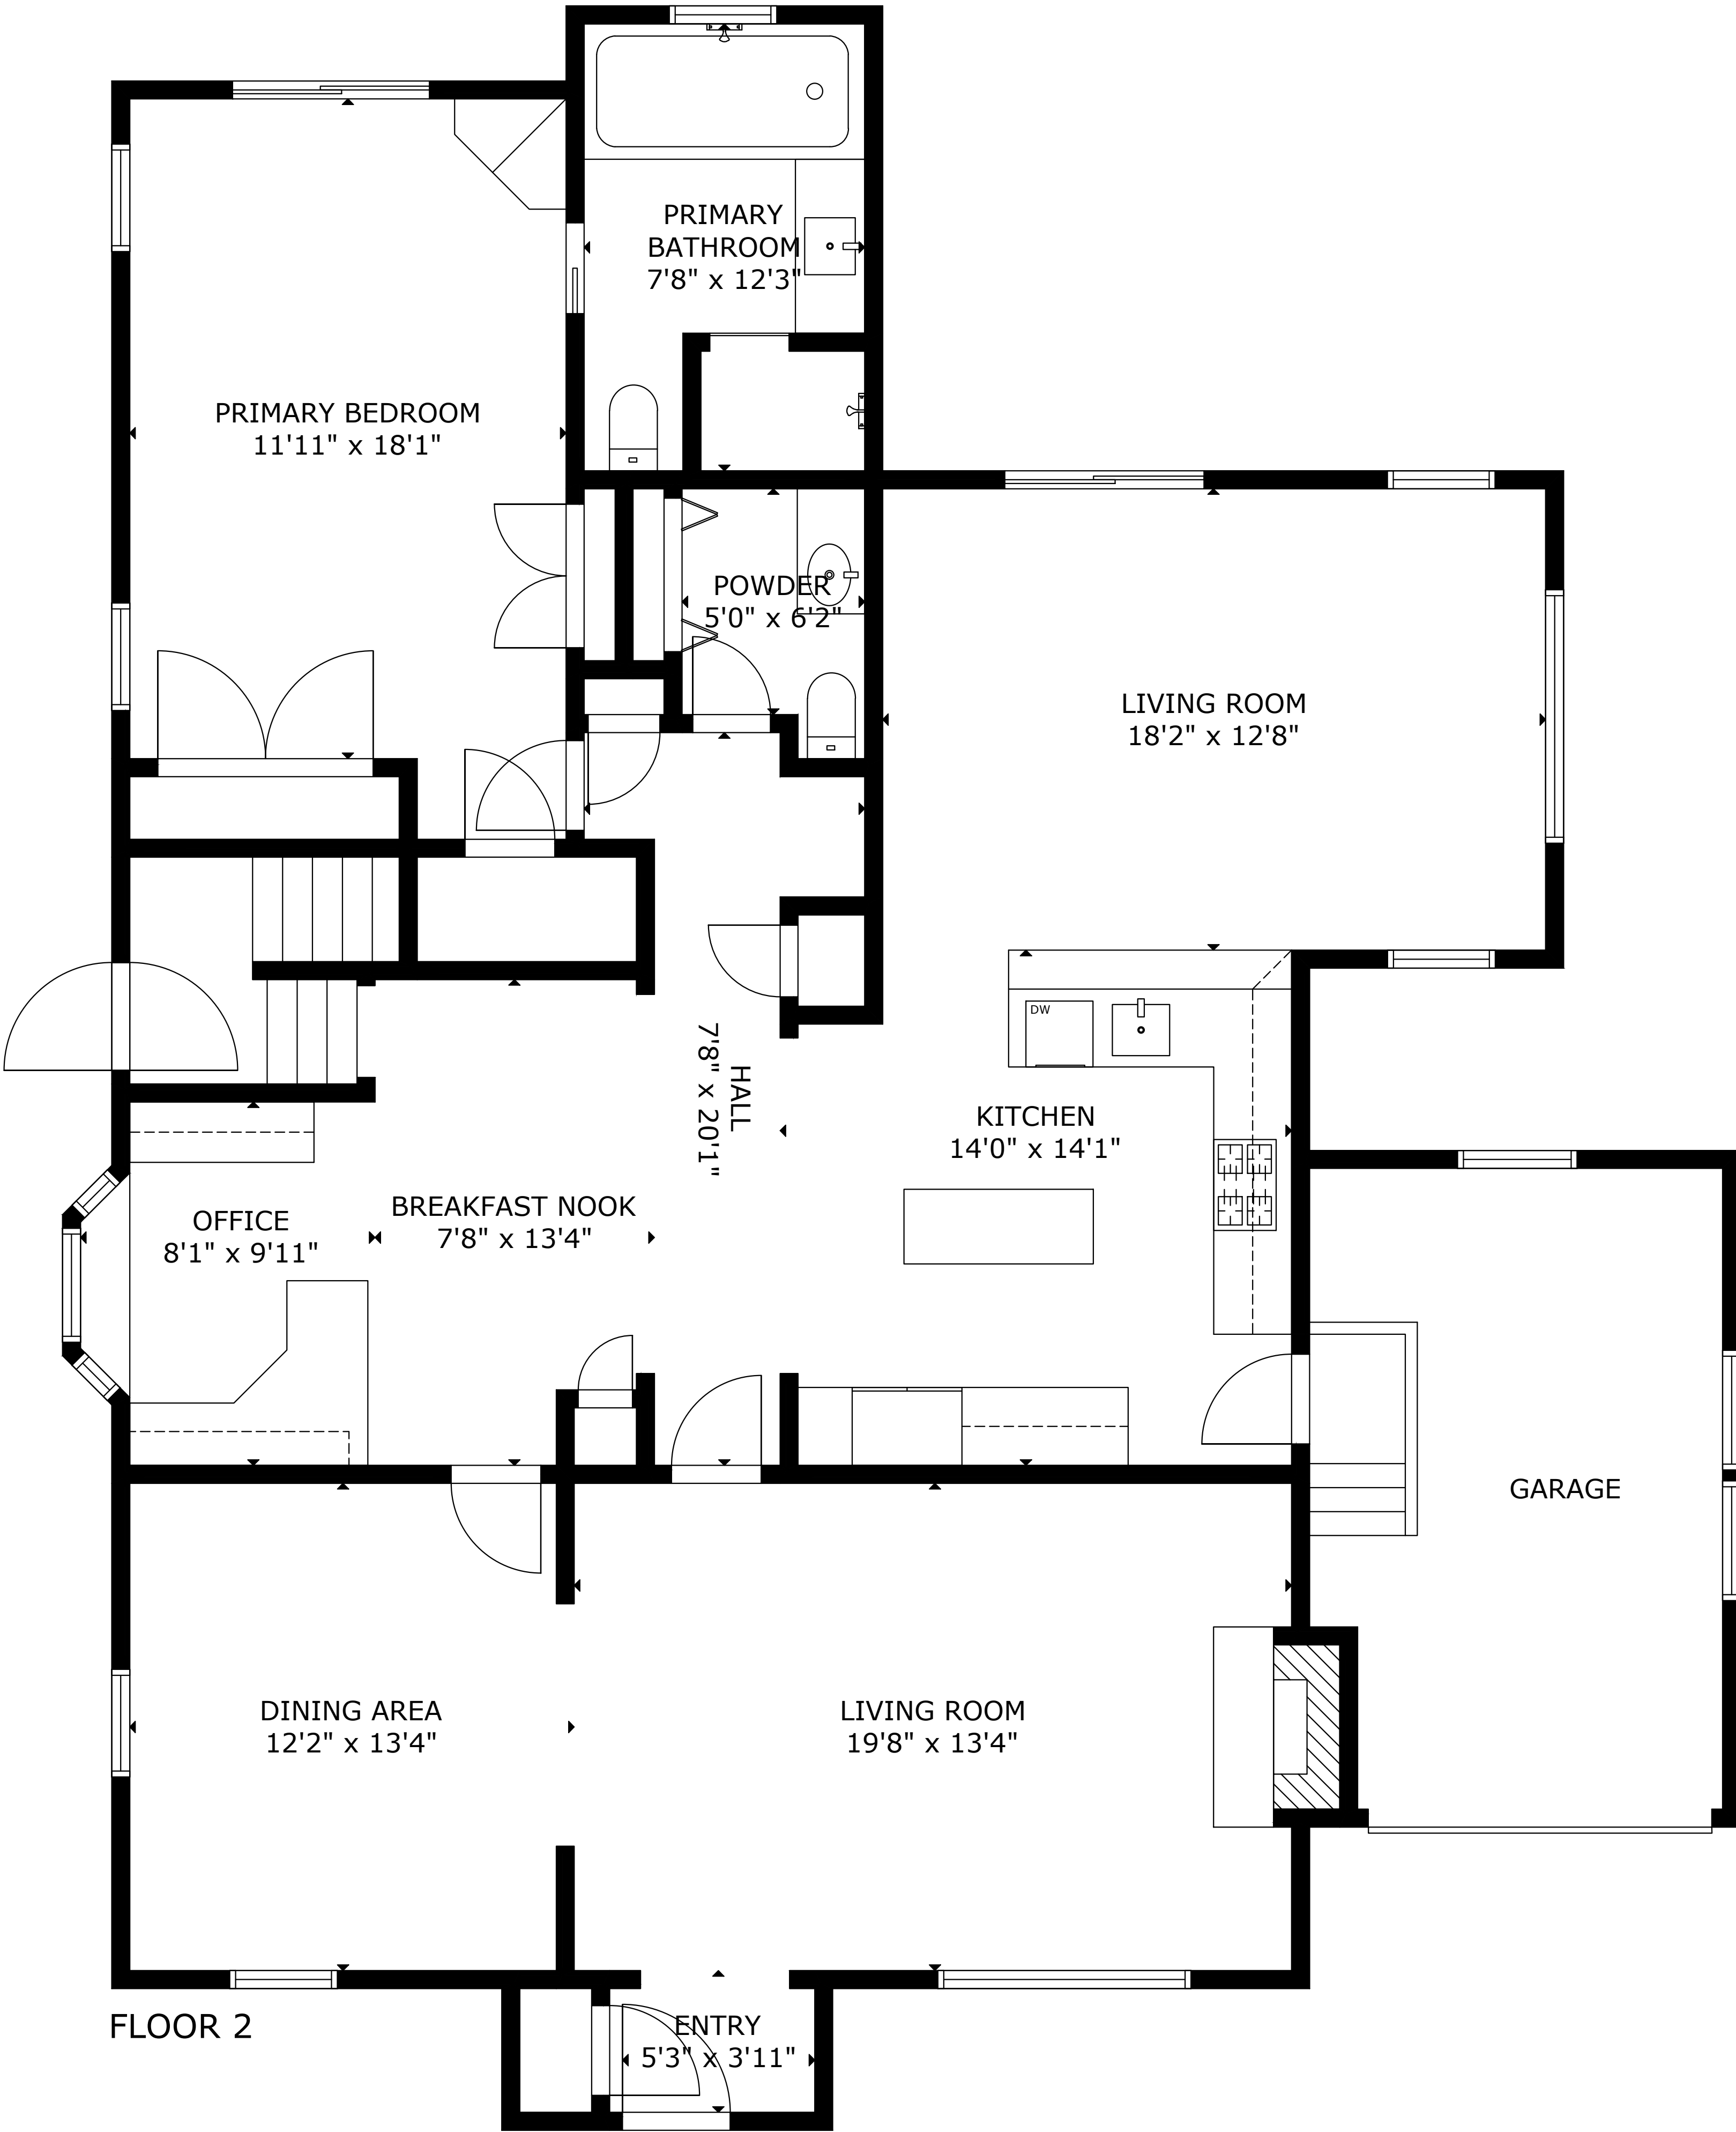 PRIMARY
BATHROOM
7'8" x 12'3"
PRIMARY BEDROOM
11'11" x 18'1"
POWDER
5'0" x 6'2"
LIVING ROOM
18'2" x 12'8"
DW
HALL
7'8" x 20'1"
KITCHEN
14'0" x 14'1"
OFFICE
8'1" x 9'11"
BREAKFAST NOOK
7'8" x 13'4"
GARAGE
DINING AREA
12'2" x 13'4"
LIVING ROOM
19'8" x 13'4"
FLOOR 2
ENTRY
5'3" x 3'11"